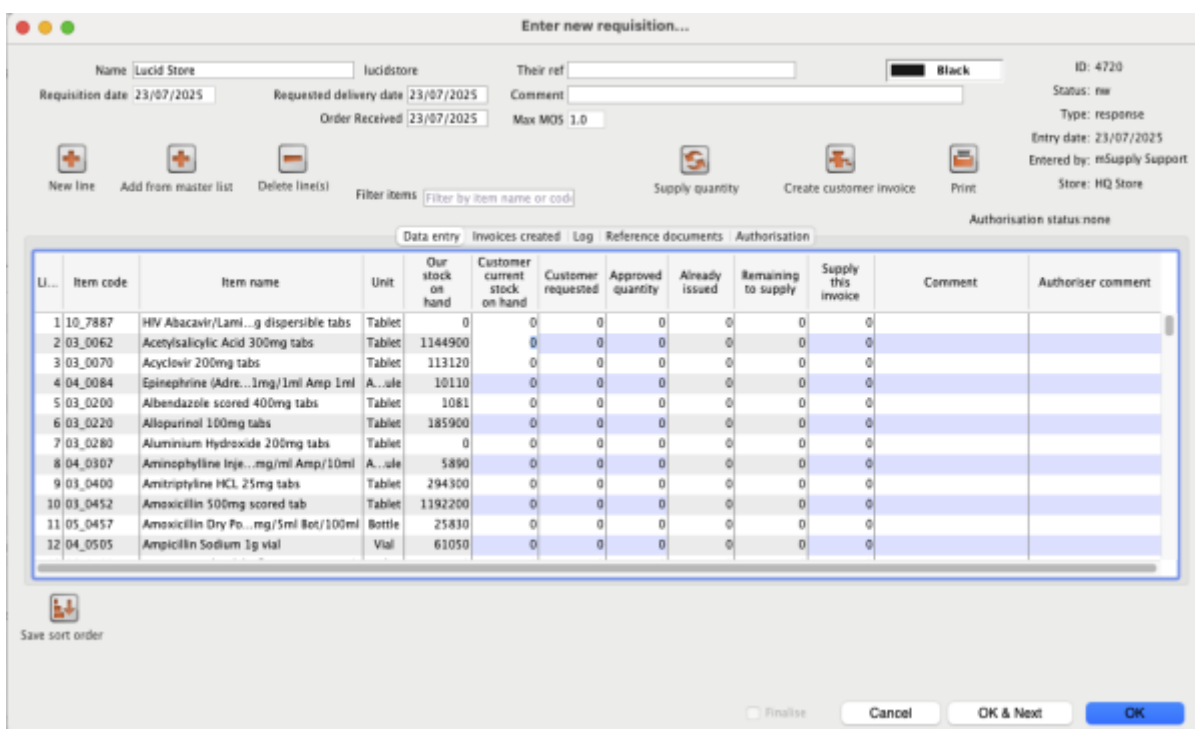 Enter new requisition...
Name Lucid Store lucidstore Their ref Black ID: 4720
Requisition date 23/07/2025 Requested delivery date 23/07/2025 Comment Status: nw
Order Received 23/07/2025 Max MOS 1.0 Type: response
Entry date: 23/07/2025
Entered by: mSupply Support
Store: HQ Store
New line Add from master list Delete line(s) Filter items Filter by item name or code Supply quantity Create customer invoice Print
Authorisation status:none
Data entry Invoices created Log Reference documents Authorisation
Li... Item code Item name Unit Our stock on hand Customer current stock on hand Customer requested Approved quantity Already issued Remaining to supply Supply this invoice Comment Authoriser comment
1 10_7887 HIV Abacavir/Lami...g dispersible tabs Tablet 0 0 0 0 0 0 0
2 03_0062 Acetylsalicylic Acid 300mg tabs Tablet 1144900 0 0 0 0 0 0
3 03_0070 Acyclovir 200mg tabs Tablet 113120 0 0 0 0 0 0
4 04_0084 Epinephrine (Adre...1mg/1ml Amp 1ml A...ule 10110 0 0 0 0 0 0
5 03_0200 Albendazole scored 400mg tabs Tablet 1081 0 0 0 0 0 0
6 03_0220 Allopurinol 100mg tabs Tablet 185900 0 0 0 0 0 0
7 03_0280 Aluminium Hydroxide 200mg tabs Tablet 0 0 0 0 0 0 0
8 04_0307 Aminophylline Inje...mg/ml Amp/10ml A...ule 5890 0 0 0 0 0 0
9 03_0400 Amitriptyline HCL 25mg tabs Tablet 294300 0 0 0 0 0 0
10 03_0452 Amoxicillin 500mg scored tab Tablet 1192200 0 0 0 0 0 0
11 05_0457 Amoxicillin Dry Po...mg/5ml Bot/100ml Bottle 25830 0 0 0 0 0 0
12 04_0505 Ampicillin Sodium 1g vial Vial 61050 0 0 0 0 0 0
Save sort order
Finalise Cancel OK & Next OK